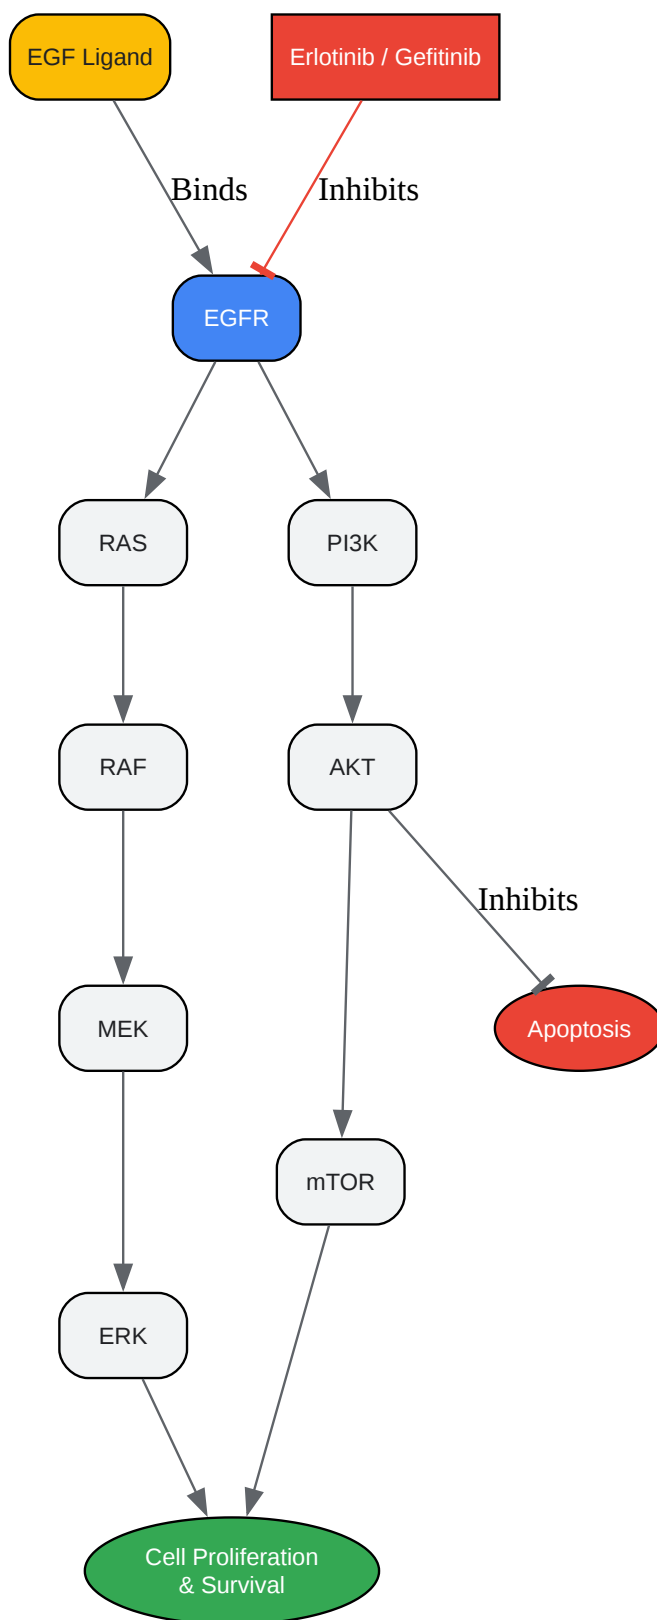 EGF Ligand
Erlotinib / Gefitinib
Binds
Inhibits
EGFR
RAS
PI3K
RAF
AKT
Inhibits
MEK
Apoptosis
mTOR
ERK
Cell Proliferation
& Survival